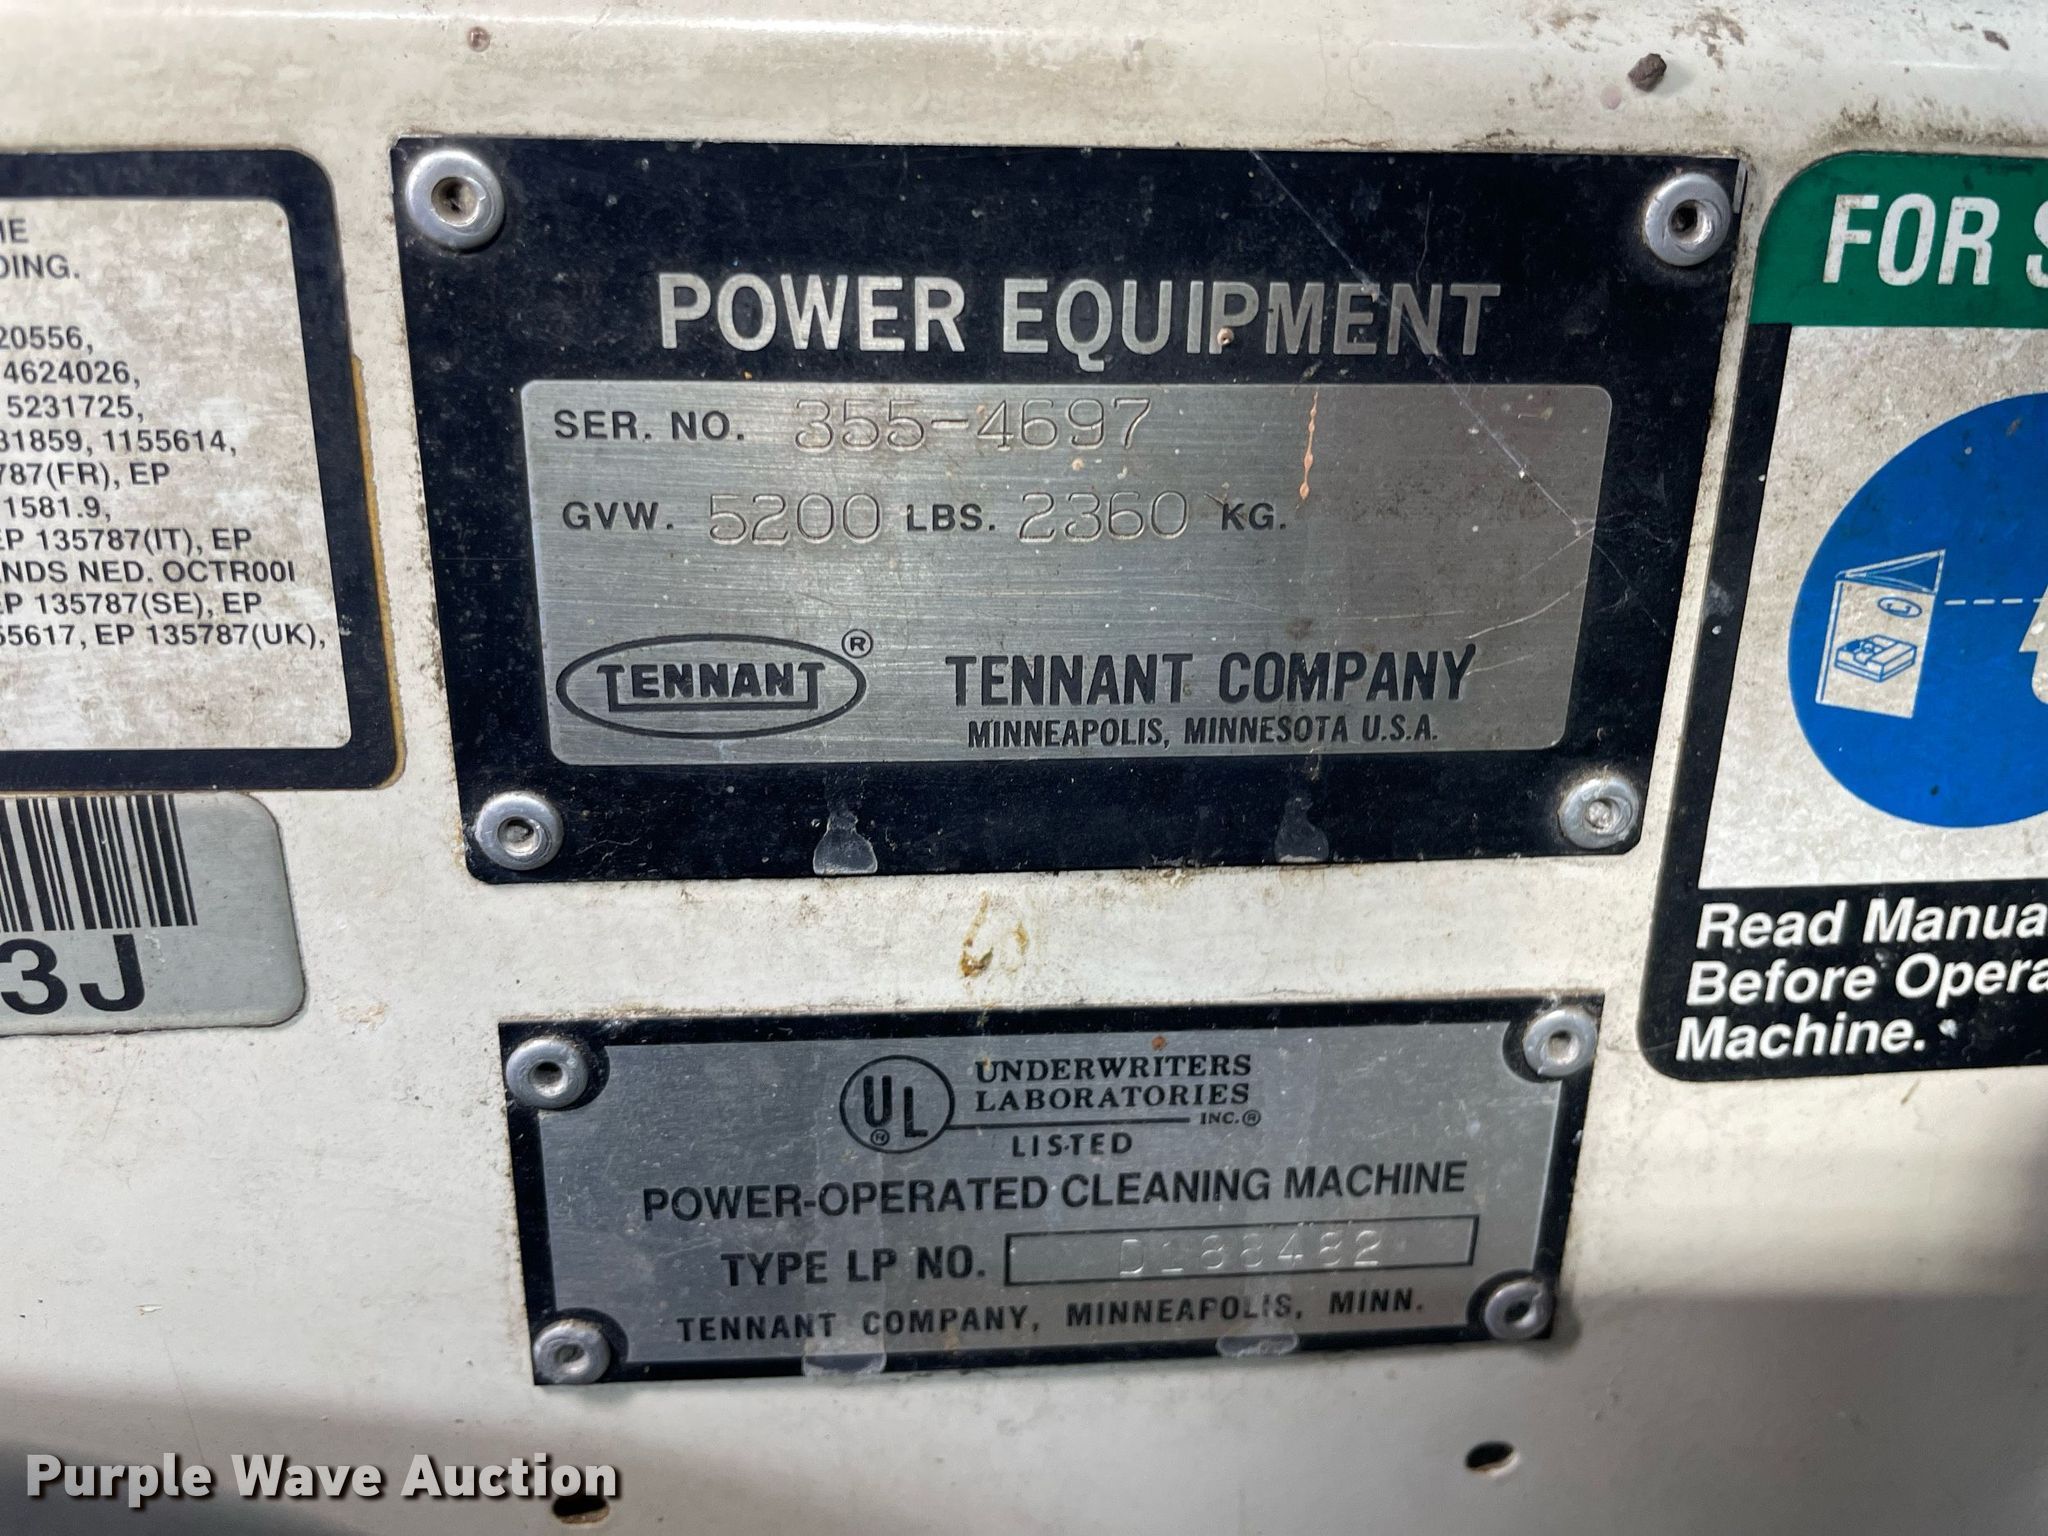 IE
DING.
20556,
4624026,
5231725,
31859, 1155614,
787(FR), EP
1581.9,
EP 135787(IT), EP
ANDS NED. OCTR00I
EP 135787(SE), EP
55617, EP 135787(UK),
3J
POWER EQUIPMENT
SER. NO. 355-4697
GVW. 5200 LBS. 2360 KG.
TENNANT®
TENNANT COMPANY
MINNEAPOLIS, MINNESOTA U.S.A.
FOR S
Read Manua
Before Opera
Machine.
UL®
UNDERWRITERS
LABORATORIES
INC.®
LISTED
POWER-OPERATED CLEANING MACHINE
TYPE LP NO. D188482
TENNANT COMPANY, MINNEAPOLIS, MINN.
Purple Wave Auction